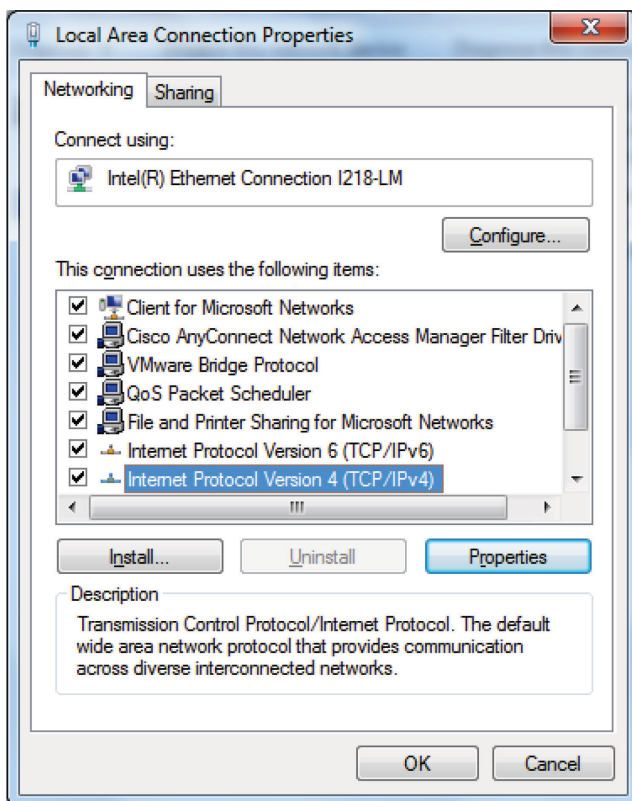 Local Area Connection Properties
Networking
Sharing
Connect using:
Intel(R) Ethernet Connection I218-LM
Configure...
This connection uses the following items:
Client for Microsoft Networks
Cisco AnyConnect Network Access Manager Filter Driv
VMware Bridge Protocol
QoS Packet Scheduler
File and Printer Sharing for Microsoft Networks
Internet Protocol Version 6 (TCP/IPv6)
Internet Protocol Version 4 (TCP/IPv4)
Install...
Uninstall
Properties
Description
Transmission Control Protocol/Internet Protocol. The default
wide area network protocol that provides communication
across diverse interconnected networks.
OK
Cancel